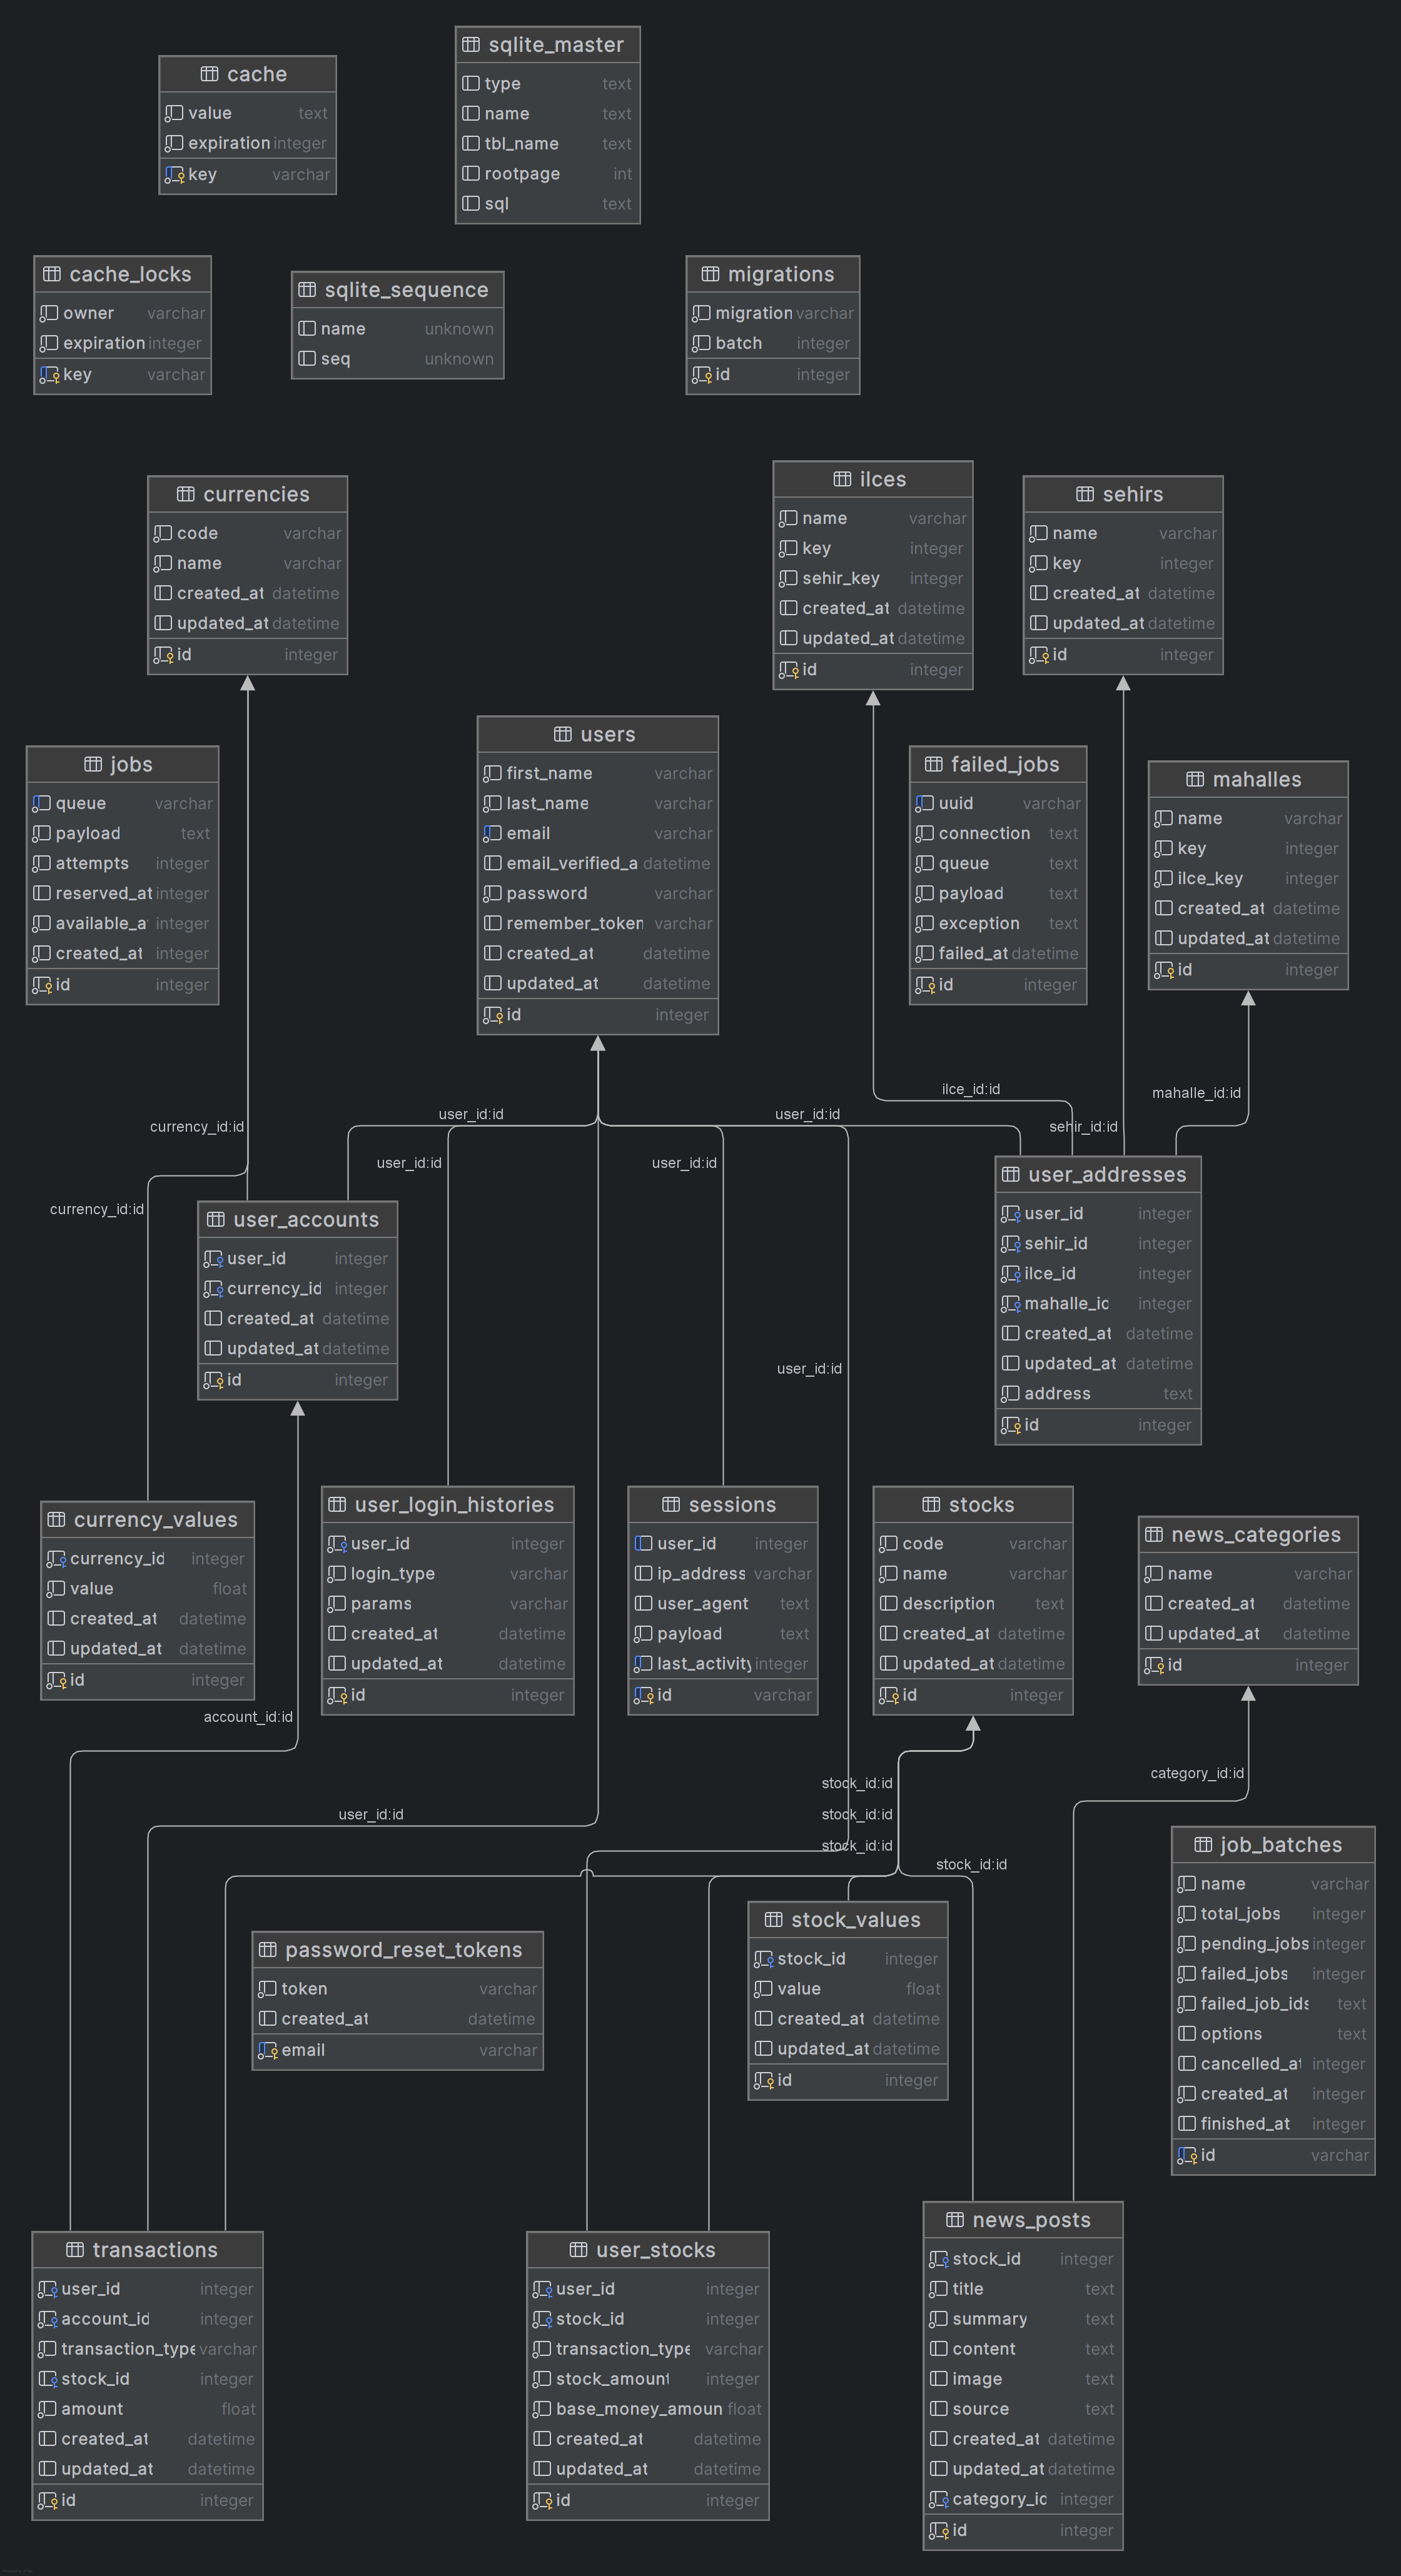 cache
value text
expiration integer
key varchar
sqlite_master
type text
name text
tbl_name text
rootpage int
sql text
cache_locks
owner varchar
expiration integer
key varchar
sqlite_sequence
name unknown
seq unknown
migrations
migration varchar
batch integer
id integer
currencies
code varchar
name varchar
created_at datetime
updated_at datetime
id integer
ilces
name varchar
key integer
sehir_key integer
created_at datetime
updated_at datetime
id integer
sehirs
name varchar
key integer
created_at datetime
updated_at datetime
id integer
jobs
queue varchar
payload text
attempts integer
reserved_at integer
available_a integer
created_at integer
id integer
users
first_name varchar
last_name varchar
email varchar
email_verified_a datetime
password varchar
remember_token varchar
created_at datetime
updated_at datetime
id integer
failed_jobs
uuid varchar
connection text
queue text
payload text
exception text
failed_at datetime
id integer
mahalles
name varchar
key integer
ilce_key integer
created_at datetime
updated_at datetime
id integer
ilce_id:id
mahalle_id:id
user_id:id
user_id:id
currency_id:id
sehir_id:id
user_id:id
user_id:id
currency_id:id
user_accounts
user_id integer
currency_id integer
created_at datetime
updated_at datetime
id integer
user_addresses
user_id integer
sehir_id integer
ilce_id integer
mahalle_id integer
created_at datetime
updated_at datetime
address text
id integer
user_id:id
currency_values
currency_id integer
value float
created_at datetime
updated_at datetime
id integer
user_login_histories
user_id integer
login_type varchar
params varchar
created_at datetime
updated_at datetime
id integer
sessions
user_id integer
ip_address varchar
user_agent text
payload text
last_activity integer
id varchar
stocks
code varchar
name varchar
description text
created_at datetime
updated_at datetime
id integer
news_categories
name varchar
created_at datetime
updated_at datetime
id integer
account_id:id
category_id:id
stock_id:id
user_id:id
stock_id:id
stock_id:id
stock_id:id
job_batches
name varchar
total_jobs integer
pending_jobs integer
failed_jobs integer
failed_job_ids text
options text
cancelled_at integer
created_at integer
finished_at integer
id varchar
password_reset_tokens
token varchar
created_at datetime
email varchar
stock_values
stock_id integer
value float
created_at datetime
updated_at datetime
id integer
transactions
user_id integer
account_id integer
transaction_type varchar
stock_id integer
amount float
created_at datetime
updated_at datetime
id integer
user_stocks
user_id integer
stock_id integer
transaction_type varchar
stock_amount integer
base_money_amoun float
created_at datetime
updated_at datetime
id integer
news_posts
stock_id integer
title text
summary text
content text
image text
source text
created_at datetime
updated_at datetime
category_id integer
id integer